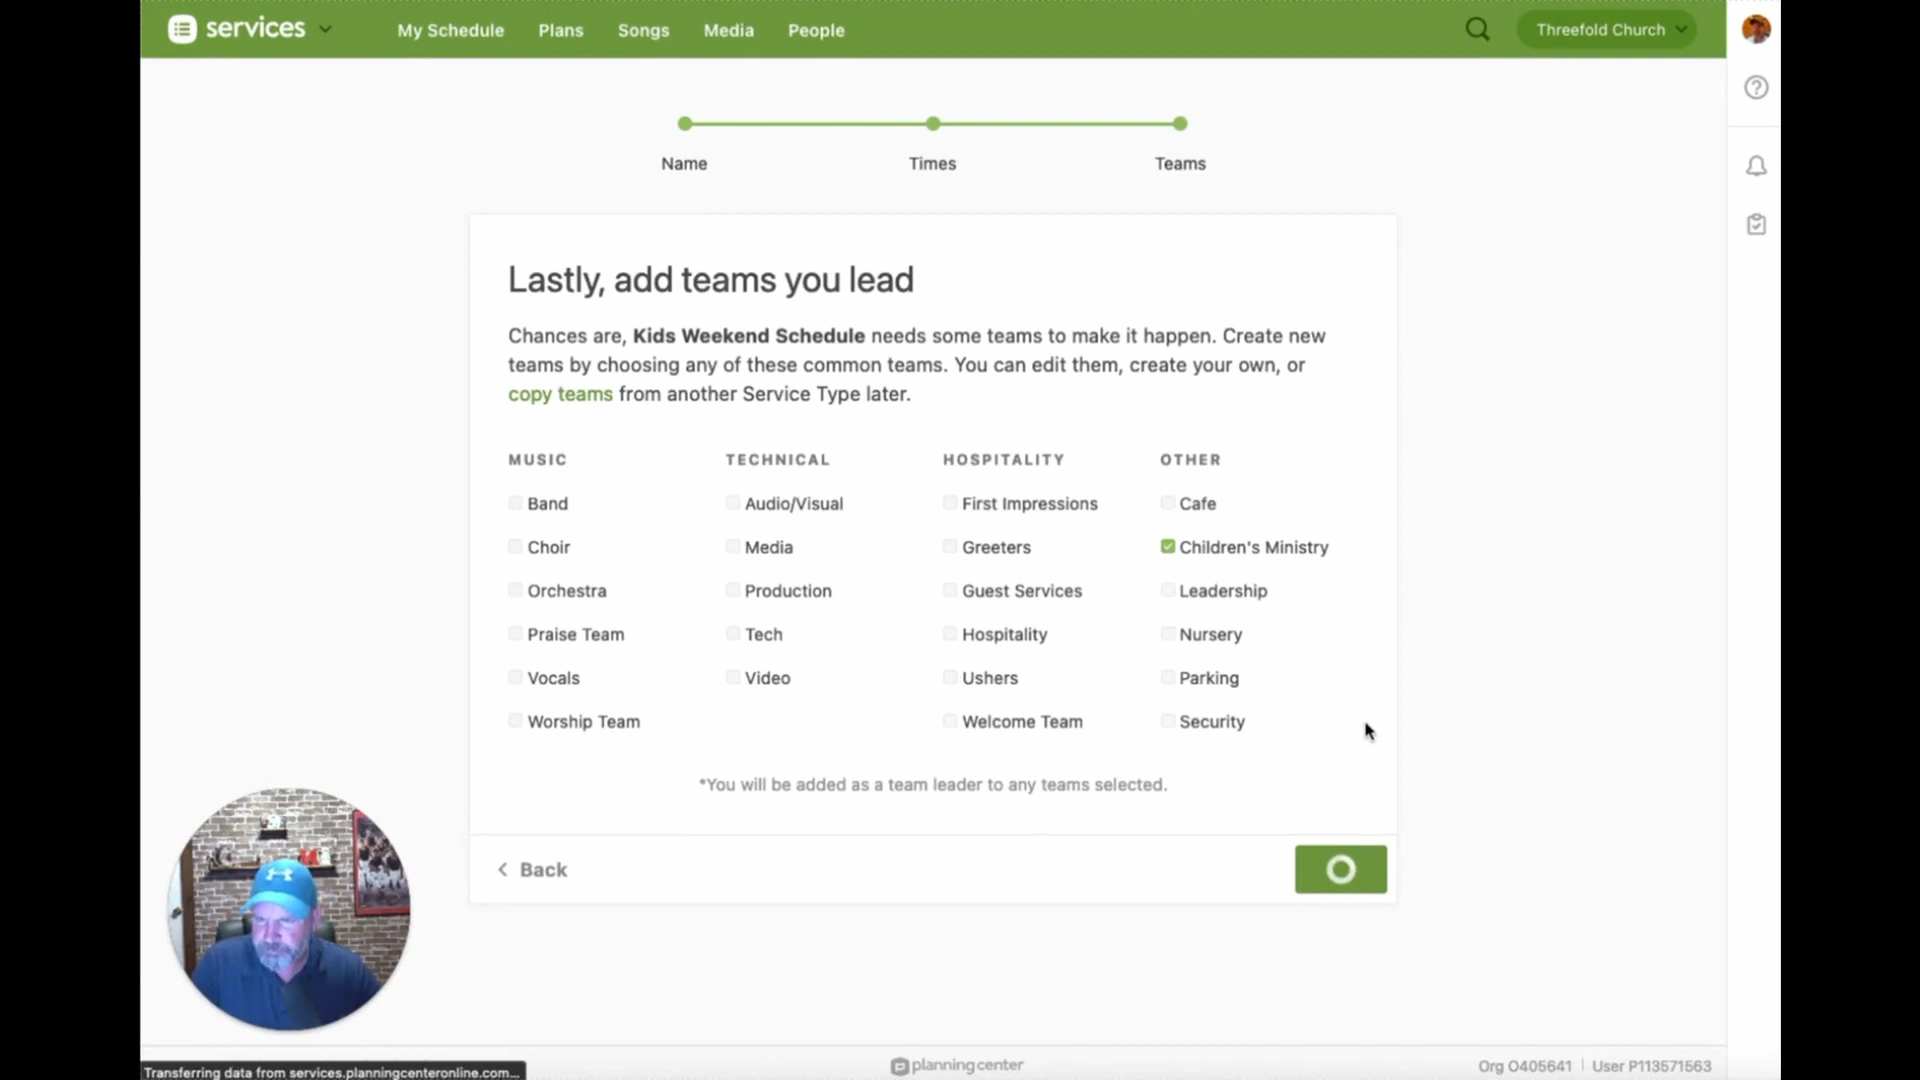 services
My Schedule
Plans
Songs
Media
People
Threefold Church
Name
Times
Teams
Lastly, add teams you lead
Chances are, Kids Weekend Schedule needs some teams to make it happen. Create new
teams by choosing any of these common teams. You can edit them, create your own, or
copy teams from another Service Type later.
MUSIC
Band
Choir
Orchestra
Praise Team
Vocals
Worship Team
TECHNICAL
Audio/Visual
Media
Production
Tech
Video
HOSPITALITY
First Impressions
Greeters
Guest Services
Hospitality
Ushers
Welcome Team
OTHER
Cafe
Children's Ministry
Leadership
Nursery
Parking
Security
*You will be added as a team leader to any teams selected.
Back
Transferring data from services.planningcenteronline.com...
planning center
Org O405641
User P113571563